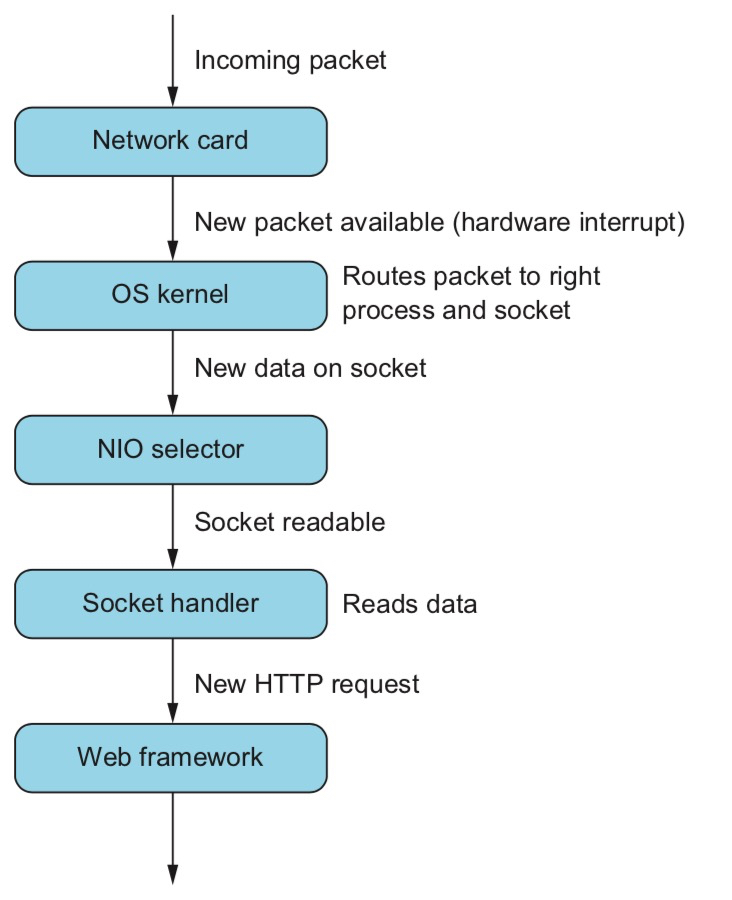 Incoming packet
Network card
New packet available (hardware interrupt)
OS kernel
Routes packet to right
process and socket
New data on socket
NIO selector
Socket readable
Socket handler
Reads data
New HTTP request
Web framework